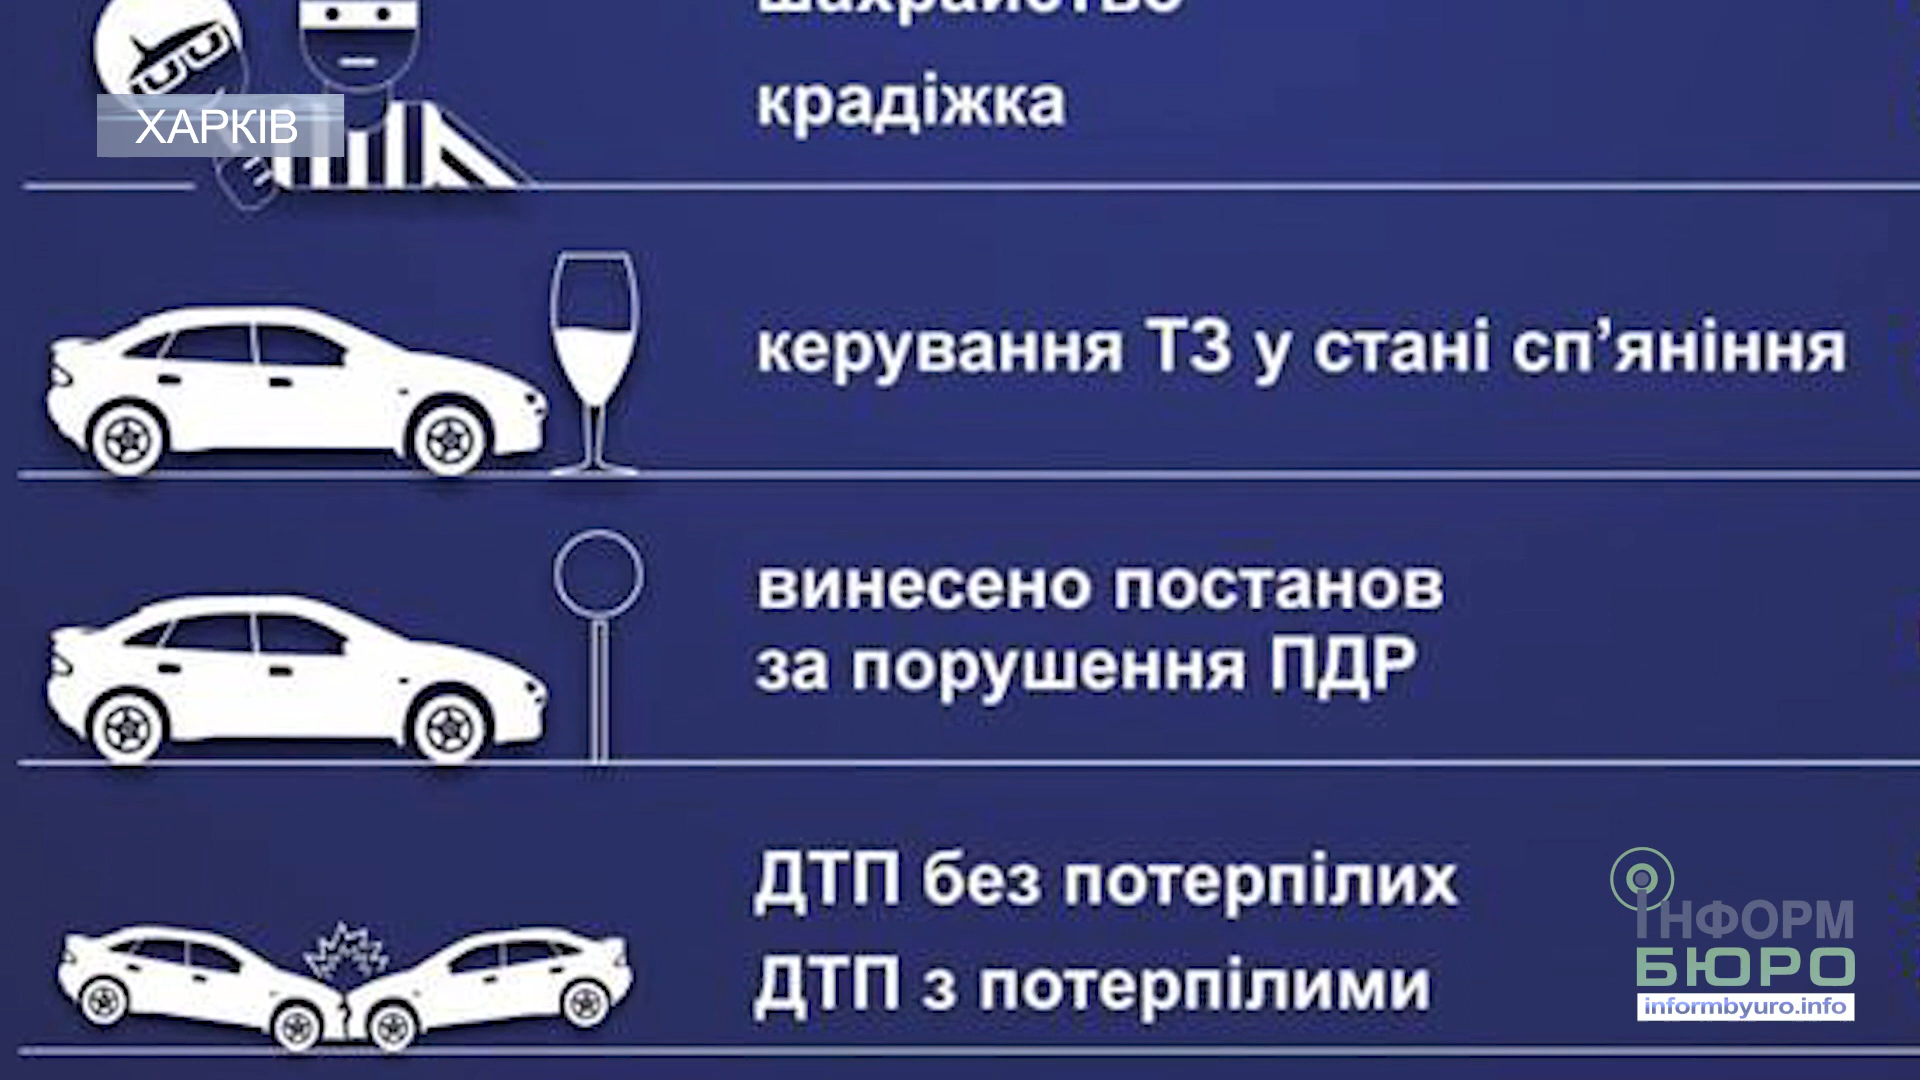 шахрайство
крадіжка
ХАРКІВ
керування ТЗ у стані сп’яніння
винесено постанов
за порушення ПДР
ДТП без потерпілих
ДТП з потерпілими
ІНФОРМ
БЮРО
informbyuro.info